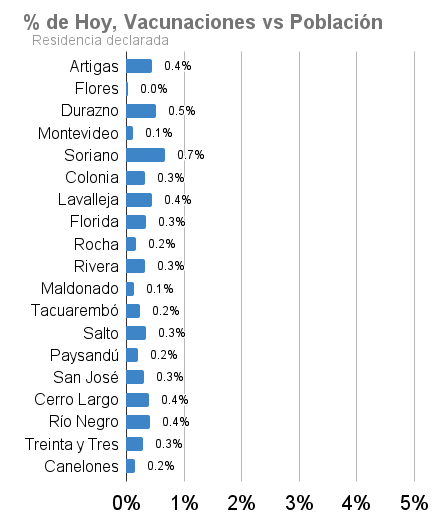 % de Hoy, Vacunaciones vs Población
Residencia declarada
Artigas 0.4%
Flores 0.0%
Durazno 0.5%
Montevideo 0.1%
Soriano 0.7%
Colonia 0.3%
Lavalleja 0.4%
Florida 0.3%
Rocha 0.2%
Rivera 0.3%
Maldonado 0.1%
Tacuarembó 0.2%
Salto 0.3%
Paysandú 0.2%
San José 0.3%
Cerro Largo 0.4%
Río Negro 0.4%
Treinta y Tres 0.3%
Canelones 0.2%
0% 1% 2% 3% 4% 5%